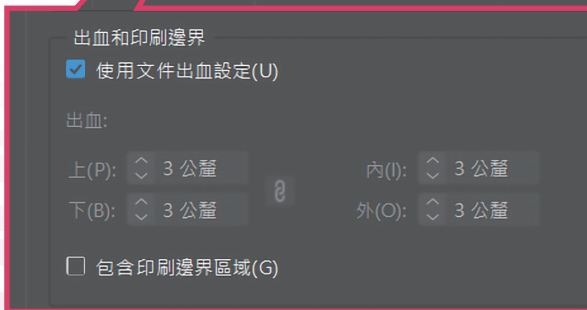 出血和印刷邊界
使用文件出血設定(U)
出血:
上(P): 3 公釐 內(I): 3 公釐
下(B): 3 公釐 外(O): 3 公釐
包含印刷邊界區域(G)